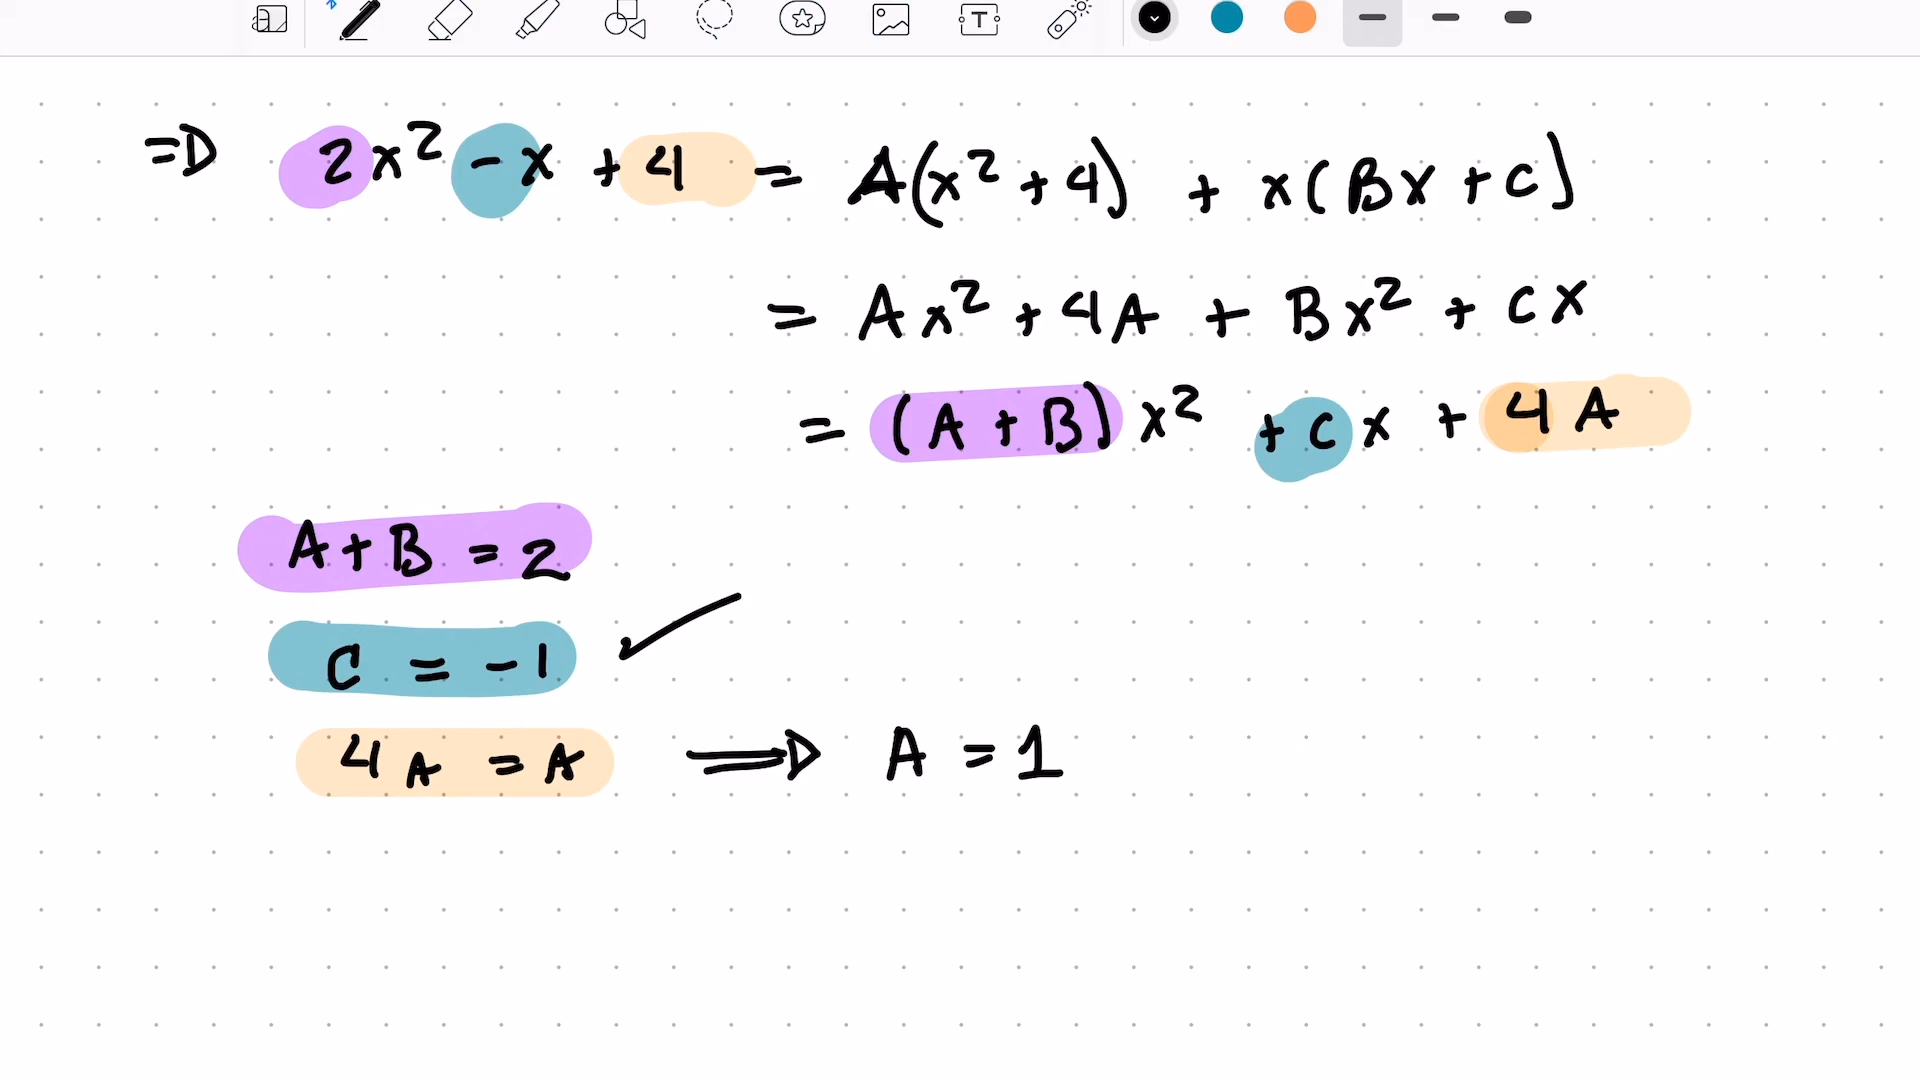 ⇒ 2x² - x + 4 = A(x² + 4) + x(Bx + C)
= Ax² + 4A + Bx² + Cx
= (A + B)x² + Cx + 4A
A + B = 2
C = -1 ✓
4A = A ⇒ A = 1